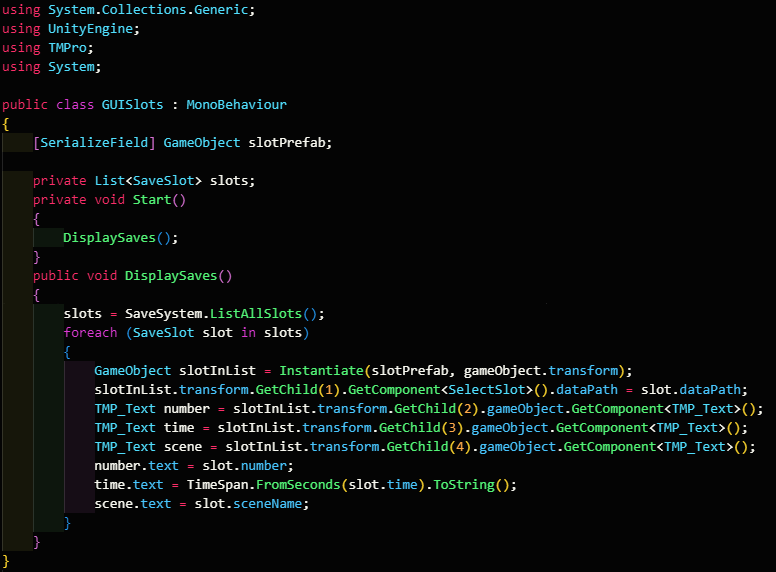 using System.Collections.Generic;
using UnityEngine;
using TMPro;
using System;

public class GUISlots : MonoBehaviour
{
    [SerializeField] GameObject slotPrefab;

    private List<SaveSlot> slots;
    private void Start()
    {
        DisplaySaves();
    }
    public void DisplaySaves()
    {
        slots = SaveSystem.ListAllSlots();
        foreach (SaveSlot slot in slots)
        {
            GameObject slotInList = Instantiate(slotPrefab, gameObject.transform);
            slotInList.transform.GetChild(1).GetComponent<SelectSlot>().dataPath = slot.dataPath;
            TMP_Text number = slotInList.transform.GetChild(2).gameObject.GetComponent<TMP_Text>();
            TMP_Text time = slotInList.transform.GetChild(3).gameObject.GetComponent<TMP_Text>();
            TMP_Text scene = slotInList.transform.GetChild(4).gameObject.GetComponent<TMP_Text>();
            number.text = slot.number;
            time.text = TimeSpan.FromSeconds(slot.time).ToString();
            scene.text = slot.sceneName;
        }
    }
}